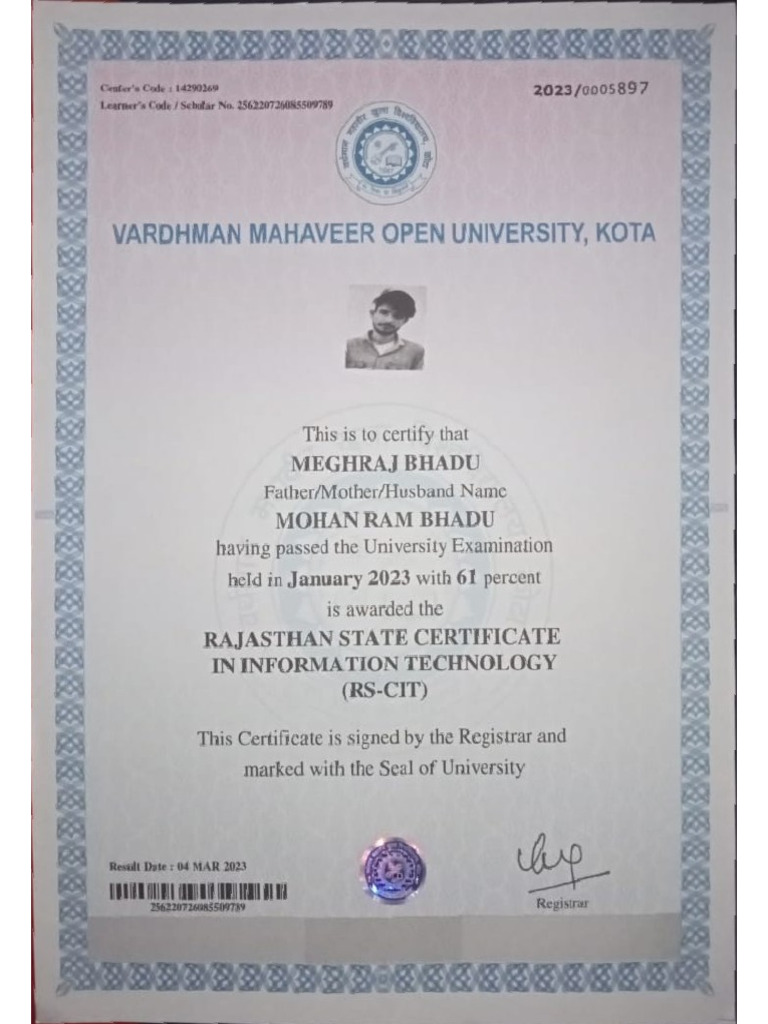 Center's Code : 14290269
2023/0005897
Learner's Code / Scholar No. 256220726085509789
VARDHMAN MAHAVEER OPEN UNIVERSITY, KOTA
This is to certify that
MEGHRAJ BHADU
Father/Mother/Husband Name
MOHAN RAM BHADU
having passed the University Examination
held in January 2023 with 61 percent
is awarded the
RAJASTHAN STATE CERTIFICATE
IN INFORMATION TECHNOLOGY
(RS-CIT)
This Certificate is signed by the Registrar and
marked with the Seal of University
Result Date : 04 MAR 2023
256220726085509789
Registrar